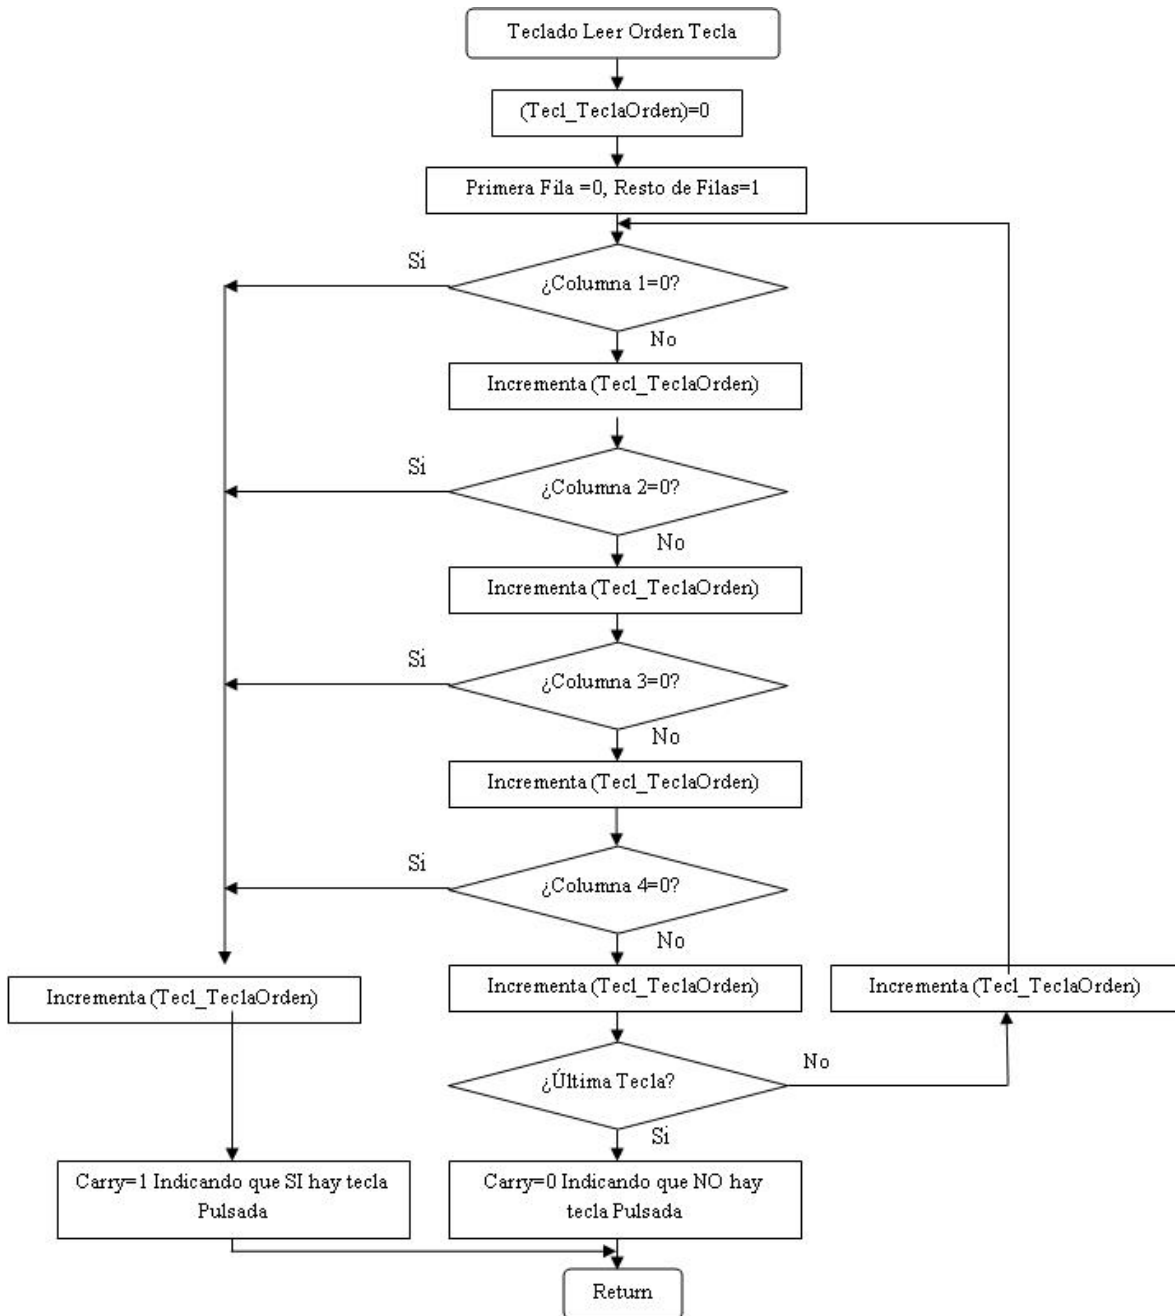 Teclado Leer Orden Tecla
(Tecl_TeclaOrden)=0
Primera Fila =0, Resto de Filas=1
Si
¿Columna 1=0?
No
Incrementa (Tecl_TeclaOrden)
Si
¿Columna 2=0?
No
Incrementa (Tecl_TeclaOrden)
Si
¿Columna 3=0?
No
Incrementa (Tecl_TeclaOrden)
Si
¿Columna 4=0?
No
Incrementa (Tecl_TeclaOrden)
Incrementa (Tecl_TeclaOrden)
Incrementa (Tecl_TeclaOrden)
¿Última Tecla?
No
Si
Carry=1 Indicando que SI hay tecla
Pulsada
Carry=0 Indicando que NO hay
tecla Pulsada
Return